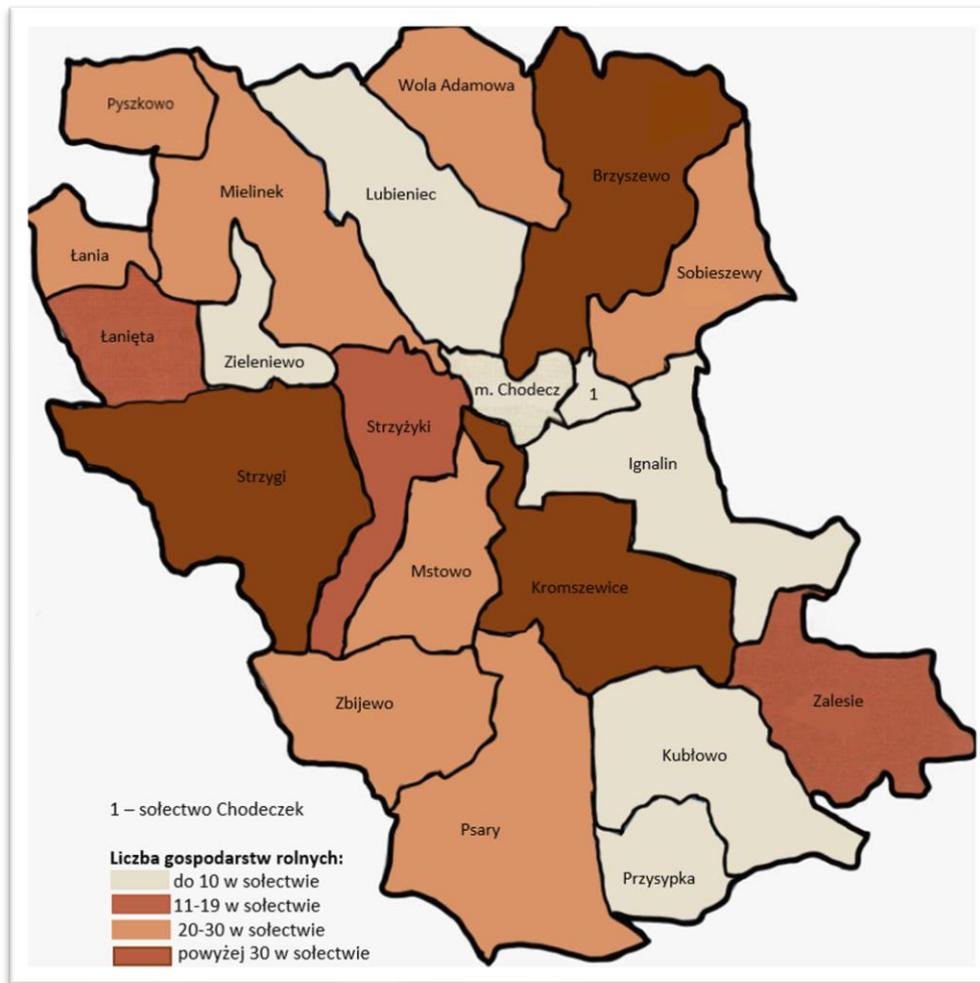 Wola Adamowa
Pyszkowo
Brzyszewo
Mielinek
Lubieniec
Łania
Sobieszewy
Łanięta
Zieleniewo
m. Chodecz
1
Strzyżyki
Ignalin
Strzygi
Mstowo
Kromszewice
Zbijewo
Zalesie
Kubłowo
1 – sołectwo Chodeczek
Psary
Przysypka
Liczba gospodarstw rolnych:
do 10 w sołectwie
11-19 w sołectwie
20-30 w sołectwie
powyżej 30 w sołectwie